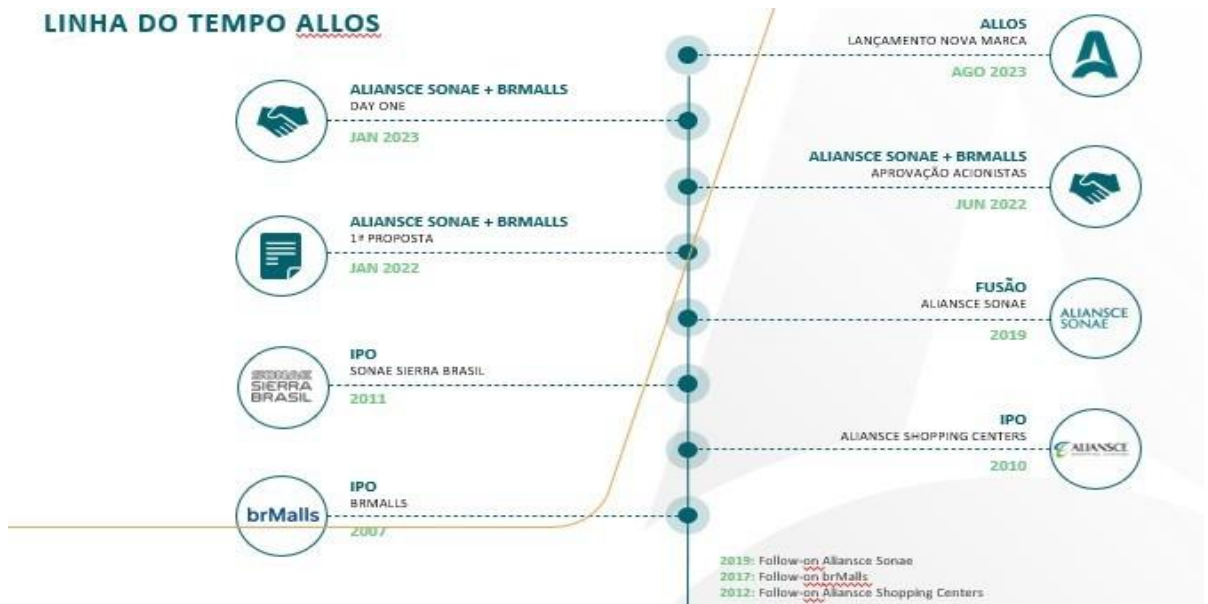 LINHA DO TEMPO ALLOS
ALLOS
LANÇAMENTO NOVA MARCA
AGO 2023
ALIANSCE SONAE + BRMALLS
DAY ONE
JAN 2023
ALIANSCE SONAE + BRMALLS
APROVAÇÃO ACIONISTAS
JUN 2022
ALIANSCE SONAE + BRMALLS
1ª PROPOSTA
JAN 2022
FUSÃO
ALIANSCE SONAE
2019
ALIANSCE
SONAE
IPO
SONAE SIERRA BRASIL
2011
SONAE
SIERRA
BRASIL
IPO
ALIANSCE SHOPPING CENTERS
2010
ALIANSCE
IPO
BRMALLS
2007
brMalls
2019: Follow-on Aliansce Sonae
2017: Follow-on brMalls
2012: Follow-on Aliansce Shopping Centers